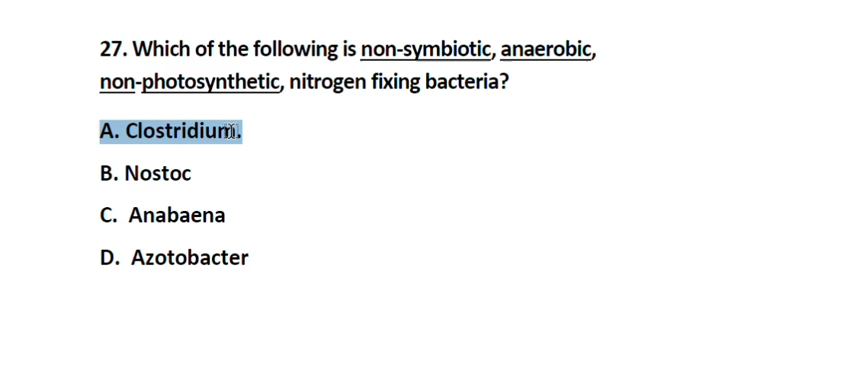 27. Which of the following is non-symbiotic, anaerobic,
non-photosynthetic, nitrogen fixing bacteria?
A. Clostridium.
B. Nostoc
C. Anabaena
D. Azotobacter